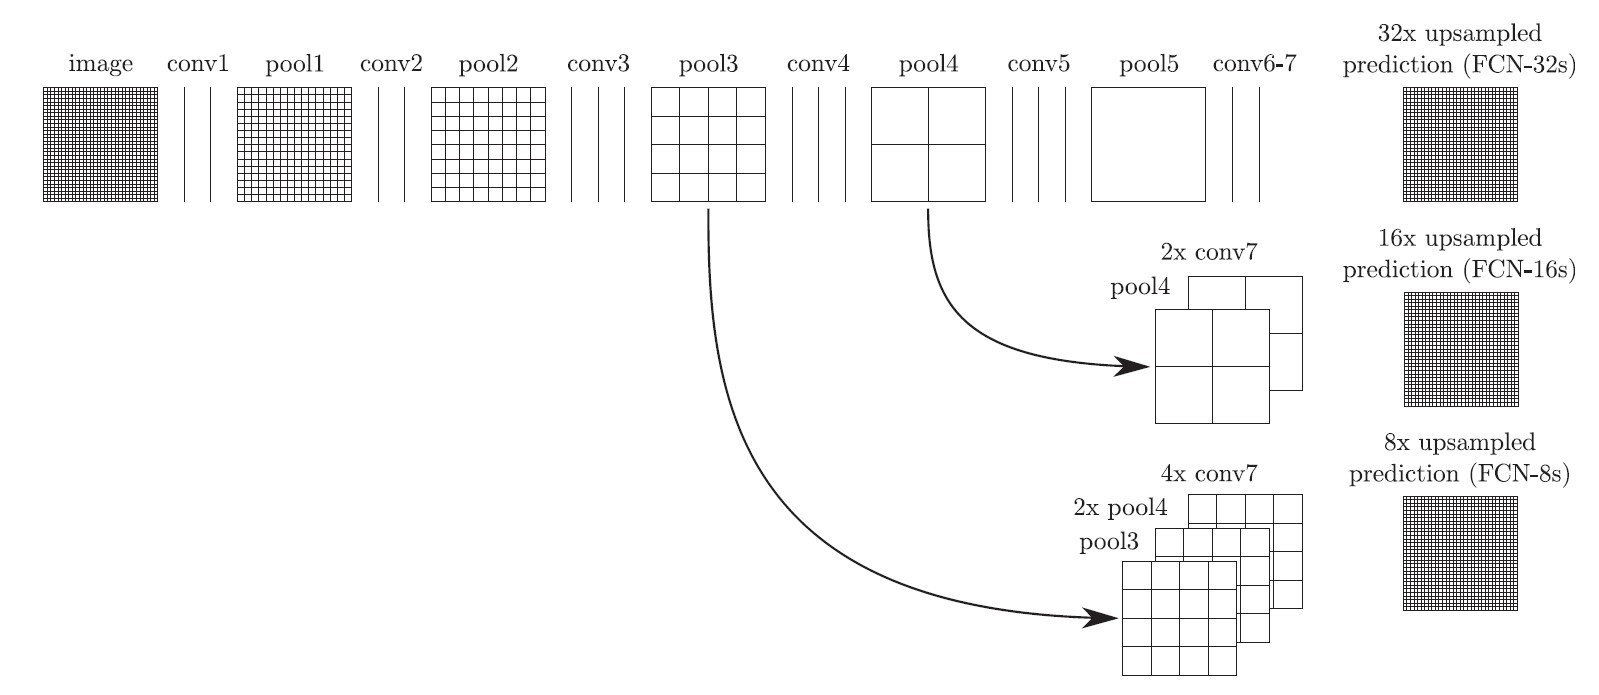 image
conv1
pool1
conv2
pool2
conv3
pool3
conv4
pool4
conv5
pool5
conv6-7
32x upsampled
prediction (FCN-32s)
2x conv7
pool4
16x upsampled
prediction (FCN-16s)
4x conv7
2x pool4
pool3
8x upsampled
prediction (FCN-8s)